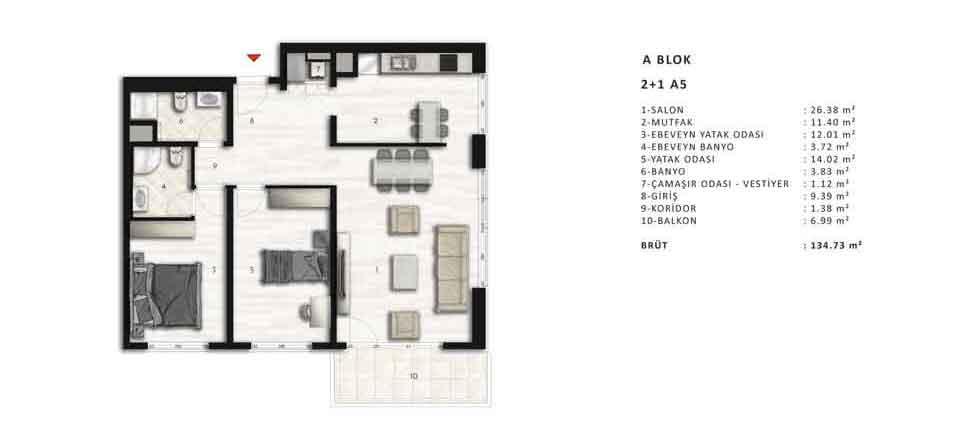 A BLOK
2+1 A5
1-SALON : 26.38 m²
2-MUTFAK : 11.40 m²
3-EBEVEYN YATAK ODASI : 12.01 m²
4-EBEVEYN BANYO : 3.72 m²
5-YATAK ODASI : 14.02 m²
6-BANYO : 3.83 m²
7-ÇAMAŞIR ODASI - VESTİYER : 1.12 m²
8-GİRİŞ : 9.39 m²
9-KORİDOR : 1.38 m²
10-BALKON : 6.99 m²
BRÜT : 134.73 m²
7
6
8
2
9
4
3
5
1
10